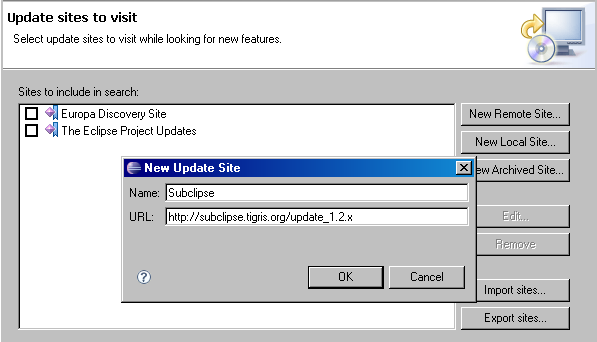 Update sites to visit
Select update sites to visit while looking for new features.
Sites to include in search:
Europa Discovery Site
The Eclipse Project Updates
New Remote Site...
New Local Site...
ew Archived Site...
Edit...
Remove
Import sites...
Export sites...
New Update Site
Name: Subclipse
URL: http://subclipse.tigris.org/update_1.2.x
?
OK Cancel